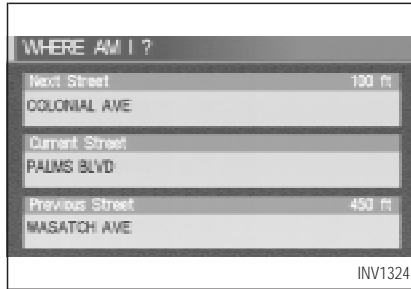 WHERE AM I ?
Next Street 100 ft
COLONIAL AVE
Current Street
PALMS BLVD
Previous Street 450 ft
WASATCH AVE
INV1324